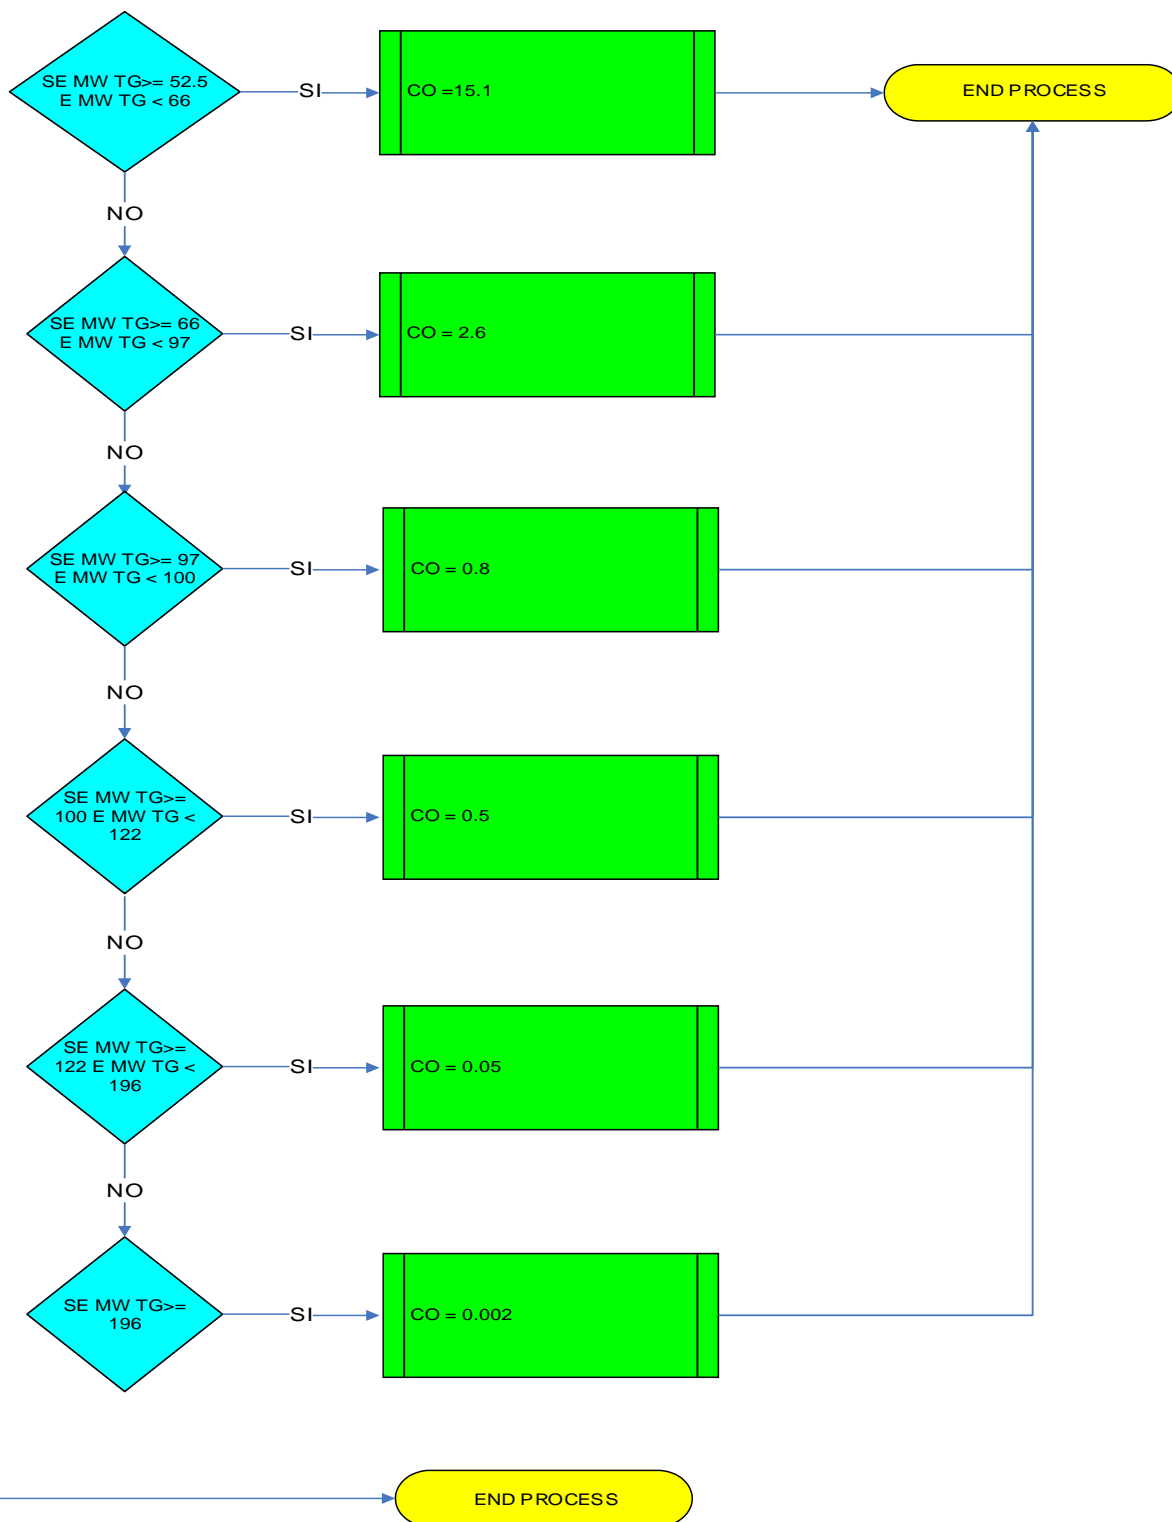 SE MW TG>= 52.5
E MW TG < 66
SI
CO =15.1
END PROCESS
NO
SE MW TG>= 66
E MW TG < 97
SI
CO = 2.6
NO
SE MW TG>= 97
E MW TG < 100
SI
CO = 0.8
NO
SE MW TG>=
100 E MW TG <
122
SI
CO = 0.5
NO
SE MW TG>=
122 E MW TG <
196
SI
CO = 0.05
NO
SE MW TG>=
196
SI
CO = 0.002
END PROCESS